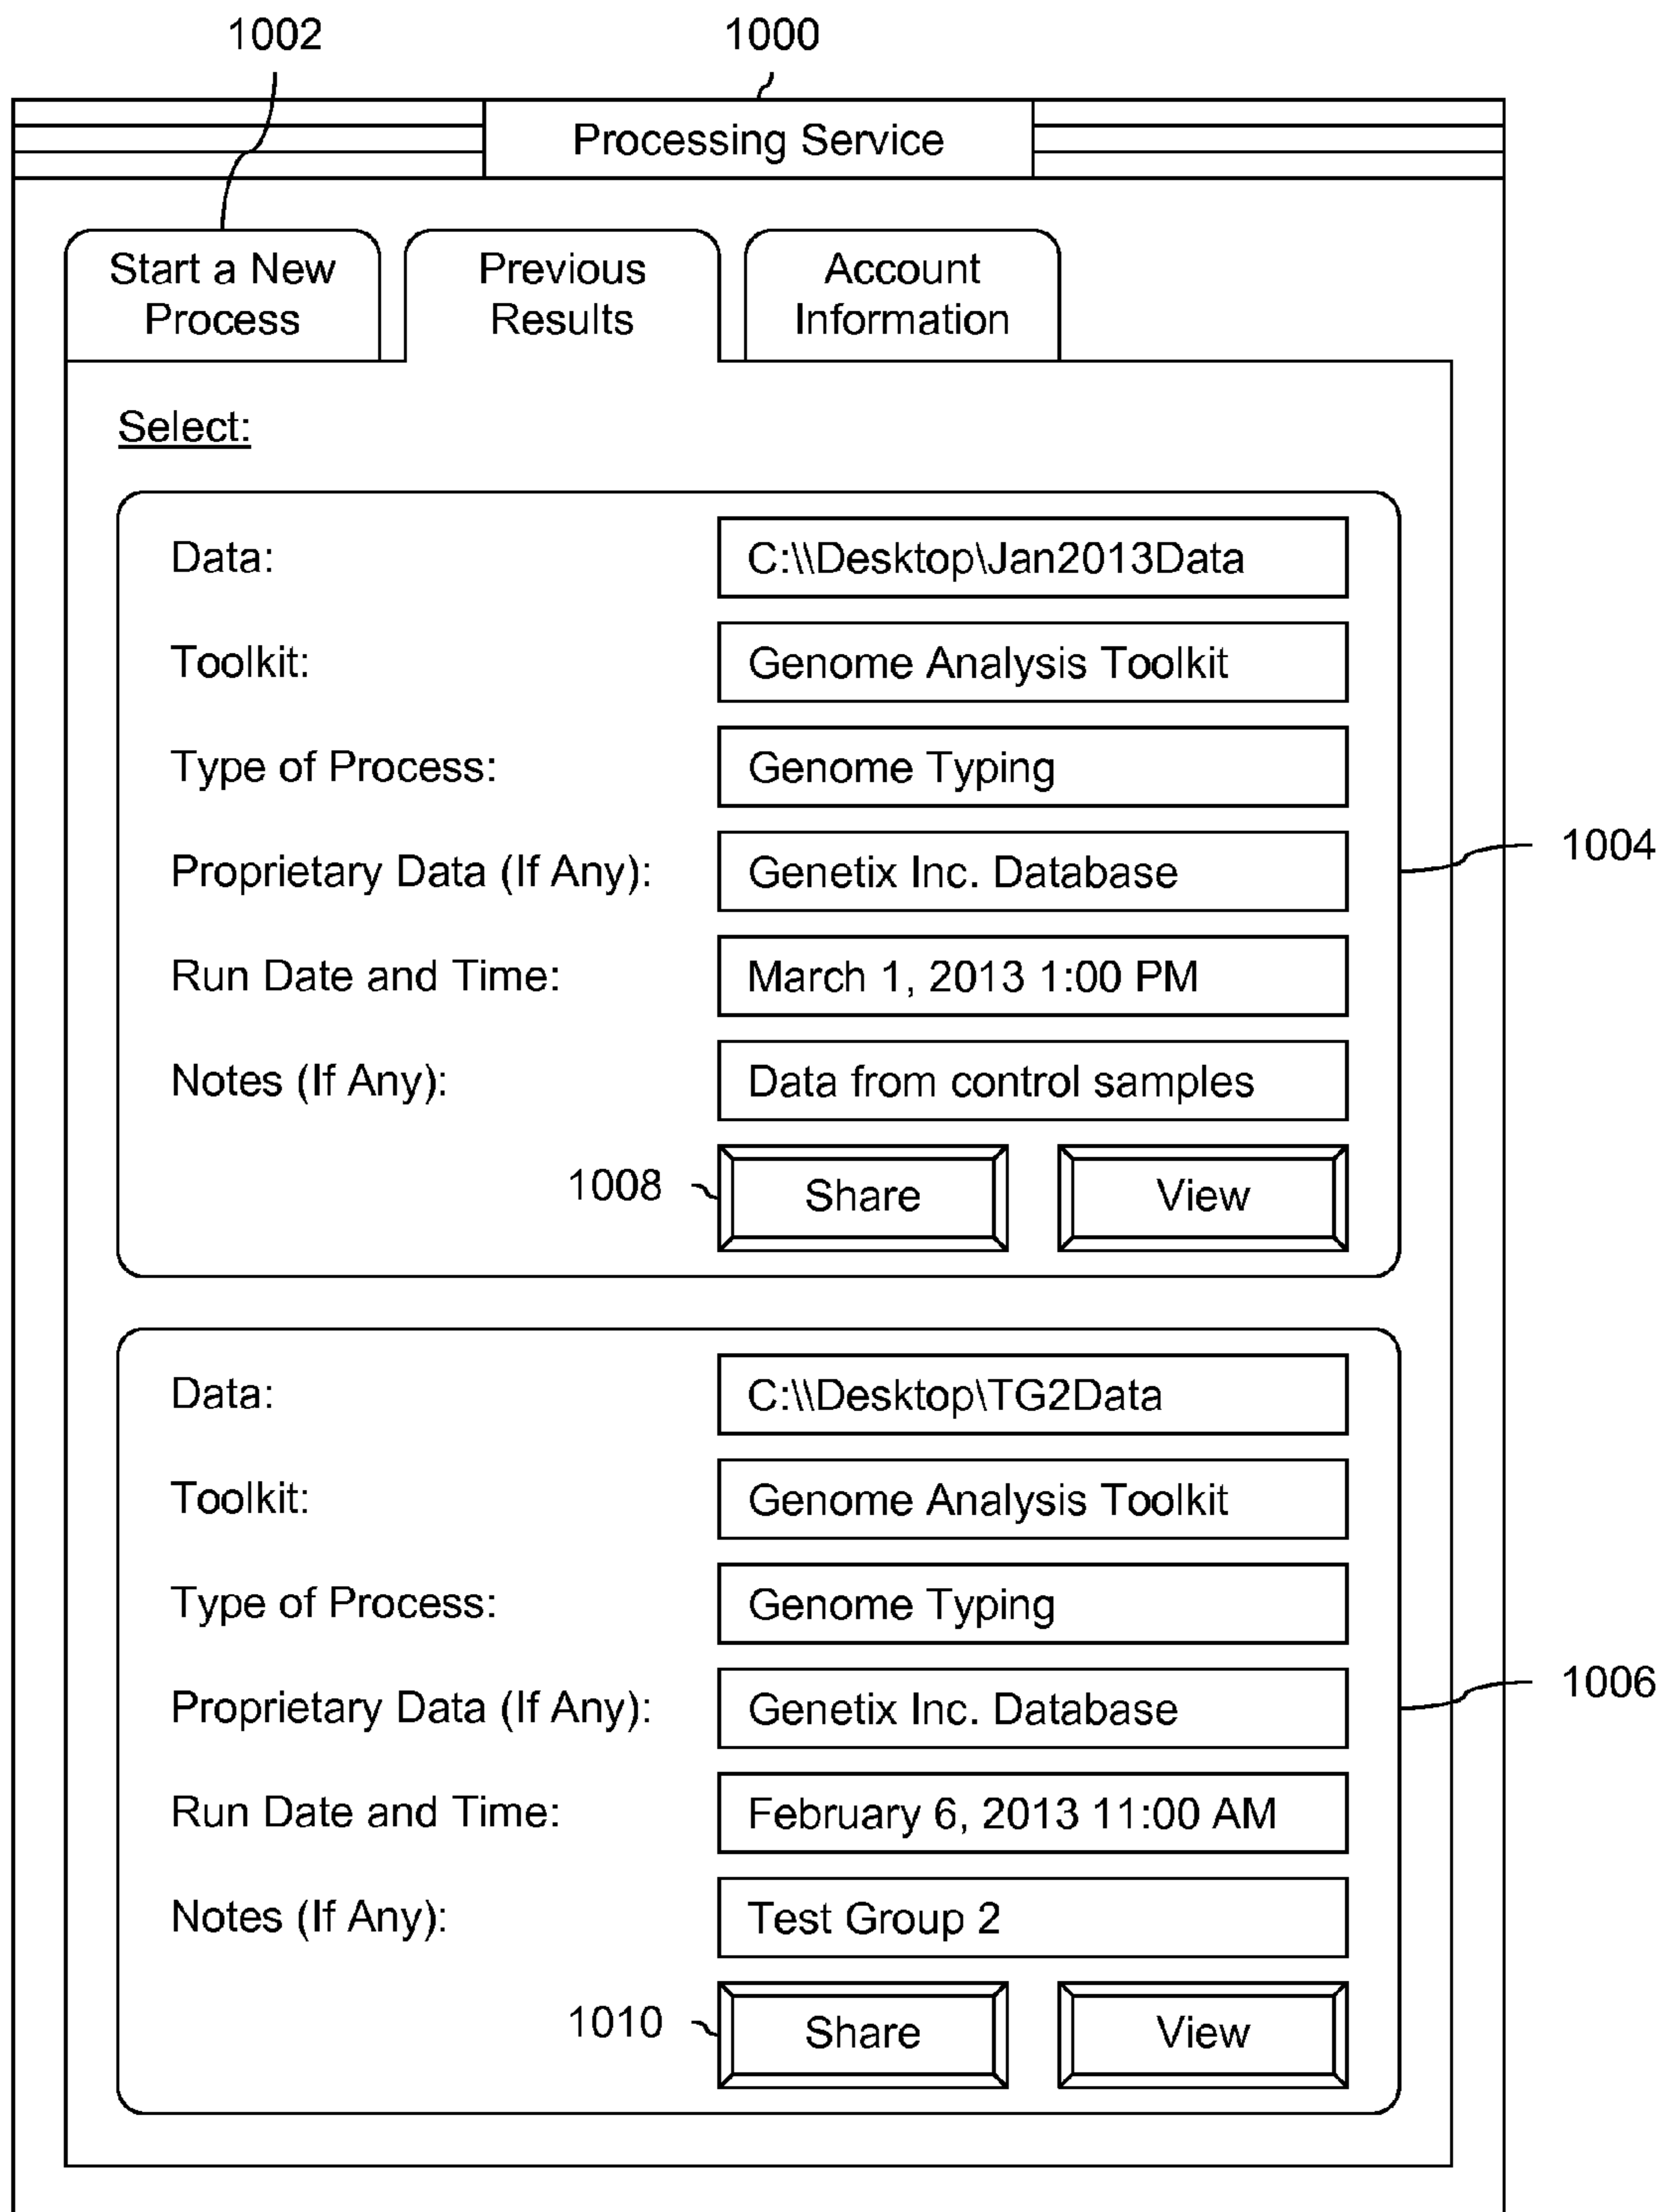 1002
1000
Processing Service
Start a New
Process
Previous
Results
Account
Information
Select:
Data:
C:\\Desktop\Jan2013Data
Toolkit:
Genome Analysis Toolkit
Type of Process:
Genome Typing
Proprietary Data (If Any):
Genetix Inc. Database
1004
Run Date and Time:
March 1, 2013 1:00 PM
Notes (If Any):
Data from control samples
1008
Share
View
Data:
C:\\Desktop\TG2Data
Toolkit:
Genome Analysis Toolkit
Type of Process:
Genome Typing
Proprietary Data (If Any):
Genetix Inc. Database
1006
Run Date and Time:
February 6, 2013 11:00 AM
Notes (If Any):
Test Group 2
1010
Share
View